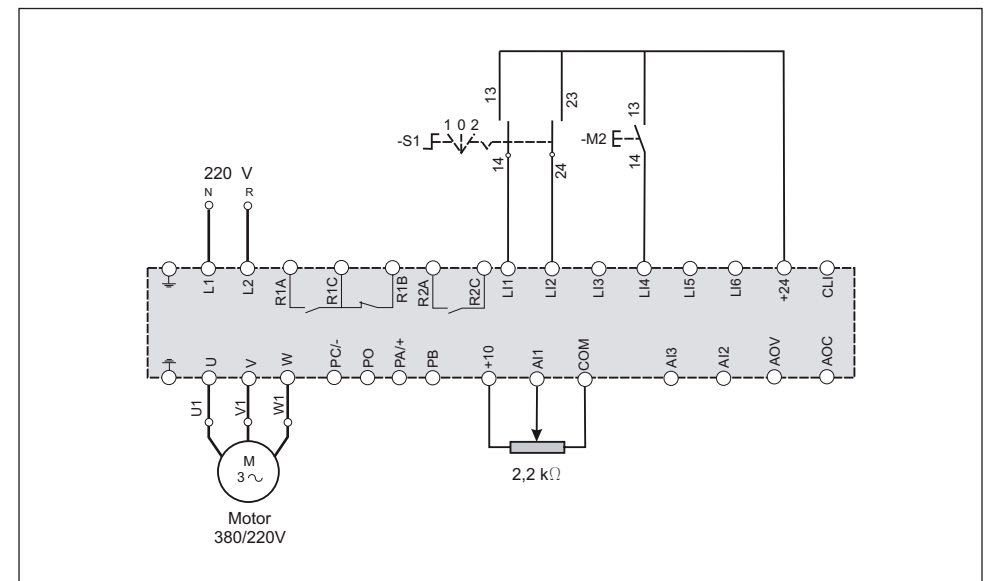 13
23
13
-S1
1 0 2
-M2
14
24
14
220 V
N
R
L1
L2
R1A
R1C
R1B
R2A
R2C
LI1
LI2
LI3
LI4
LI5
LI6
+24
CLI
U
V
W
PC/-
PO
PA/+
PB
+10
AI1
COM
AI3
AI2
AOV
AOC
U1
V1
W1
M
3
2,2 kΩ
Motor
380/220V